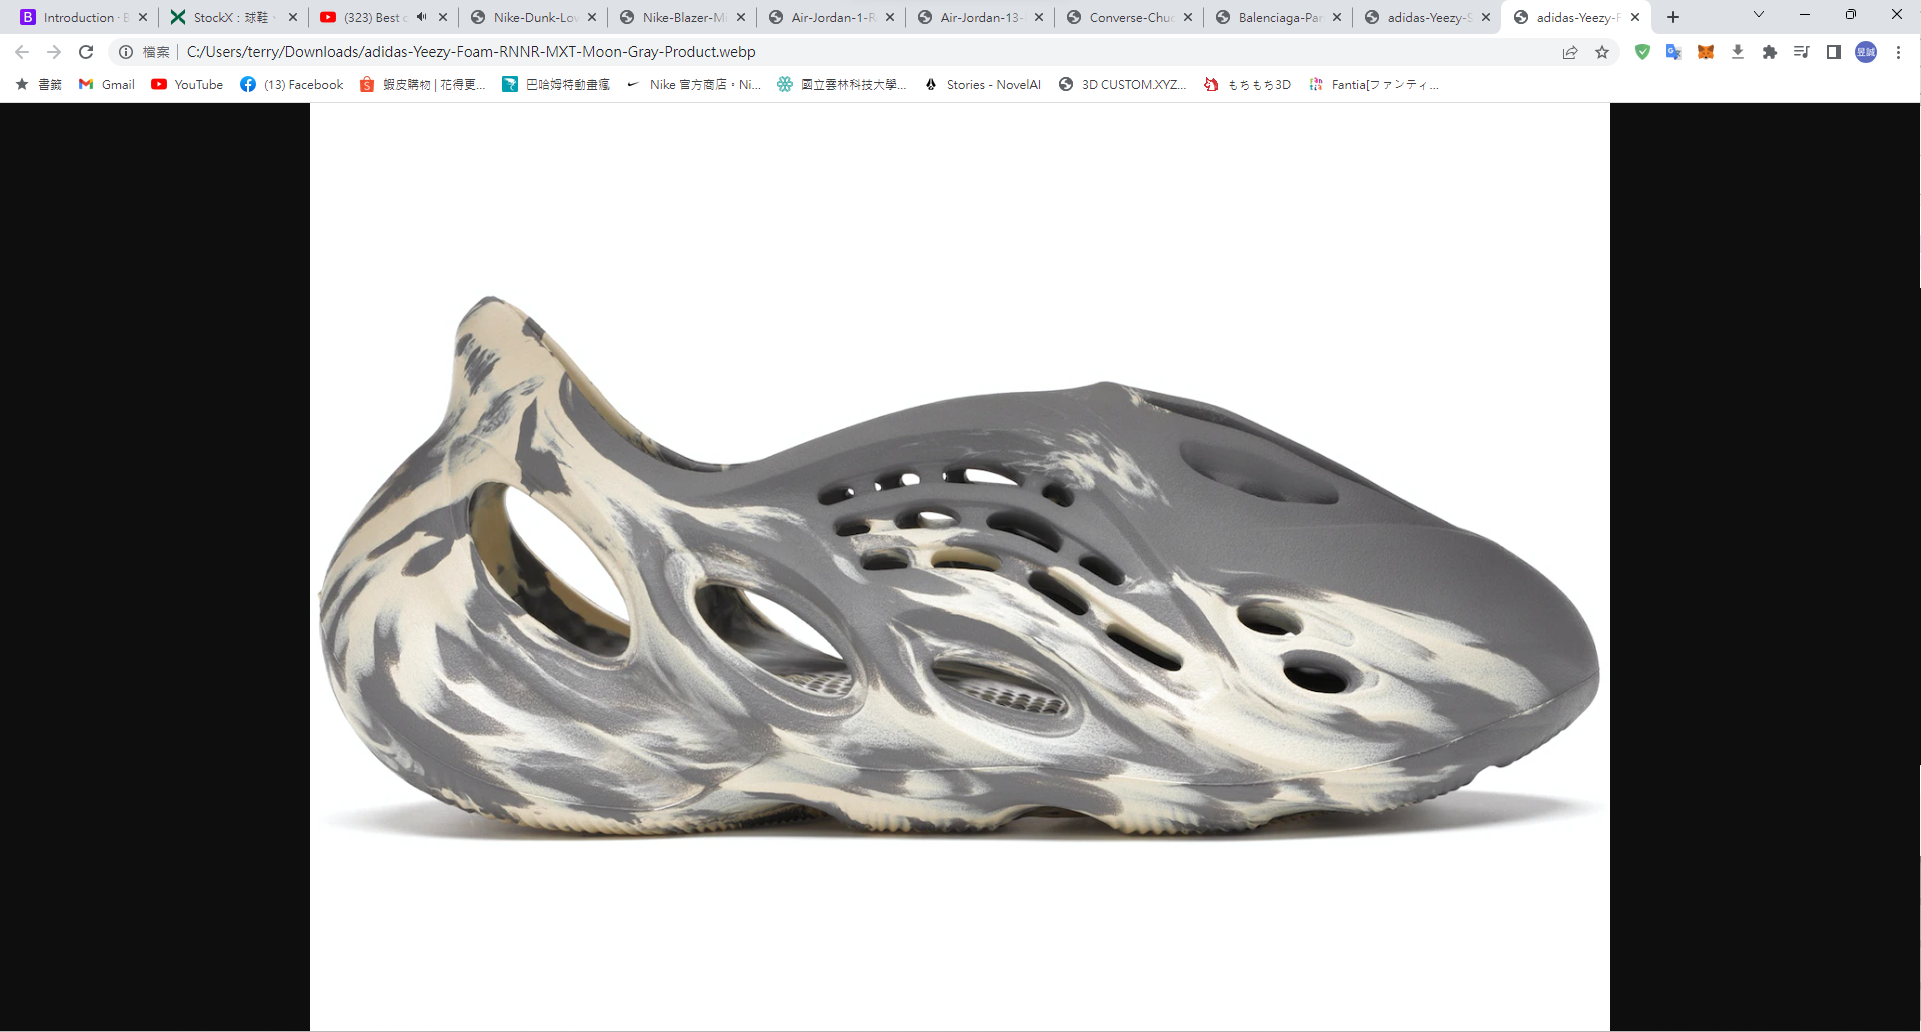 Introduction · B
StockX：球鞋
(323) Best
Nike-Dunk-Lov
Nike-Blazer-Mi
Air-Jordan-1-R
Air-Jordan-13-
Converse-Chuc
Balenciaga-Par
adidas-Yeezy-S
adidas-Yeezy-F
檔案
C:/Users/terry/Downloads/adidas-Yeezy-Foam-RNNR-MXT-Moon-Gray-Product.webp
昱誠
書籤
Gmail
YouTube
(13) Facebook
蝦皮購物 | 花得更...
巴哈姆特動畫瘋
Nike 官方商店。Ni...
國立雲林科技大學...
Stories - NovelAI
3D CUSTOM.XYZ...
もちもち3D
Fantia[ファンティ...